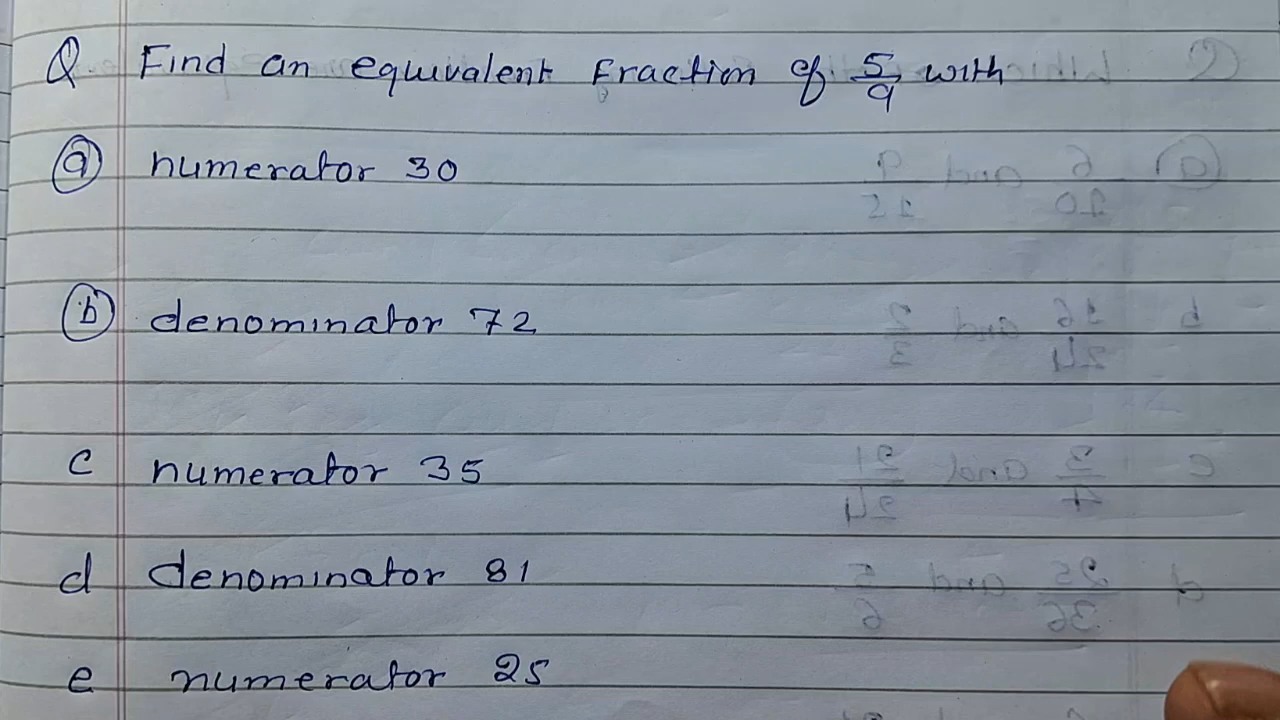 Q. Find an equivalent fraction of 5/9 with
(a) numerator 30
(b) denominator 72
c numerator 35
d denominator 81
e numerator 25